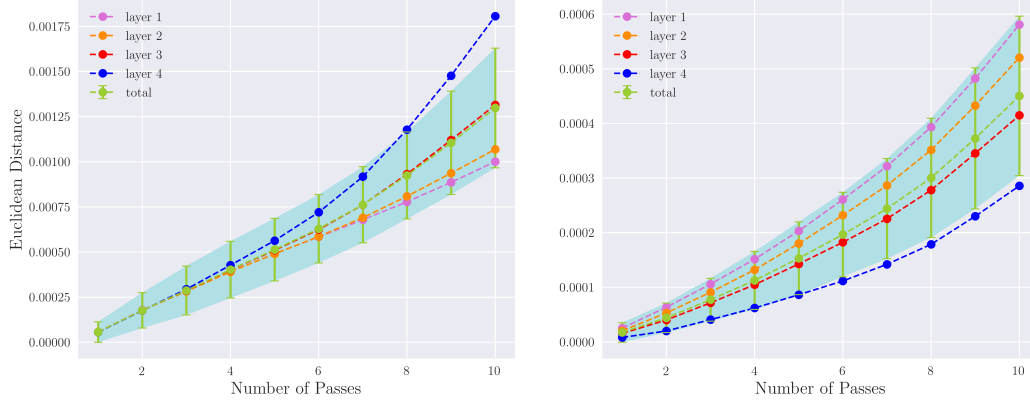 0.00175
0.00150
0.00125
0.00100
0.00075
0.00050
0.00025
0.00000
Euclidean Distance
layer 1
layer 2
layer 3
layer 4
total
2
4
6
8
10
Number of Passes
0.0006
0.0005
0.0004
0.0003
0.0002
0.0001
0.0000
layer 1
layer 2
layer 3
layer 4
total
2
4
6
8
10
Number of Passes